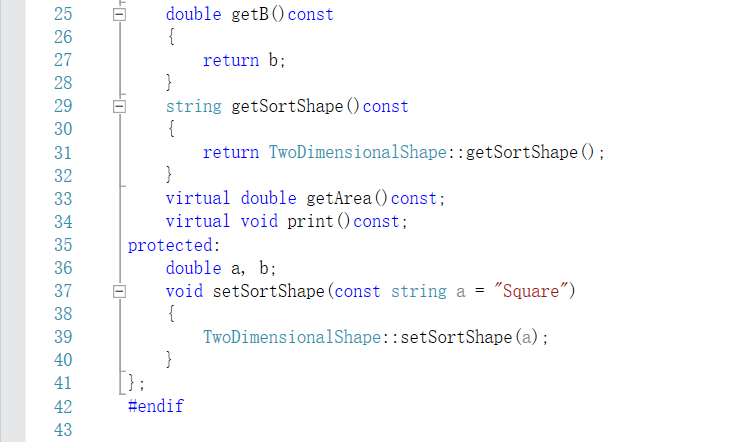 25 double getB()const
26 {
27 return b;
28 }
29 string getSortShape()const
30 {
31 return TwoDimensionalShape::getSortShape();
32 }
33 virtual double getArea()const;
34 virtual void print()const;
35 protected:
36 double a, b;
37 void setSortShape(const string a = "Square")
38 {
39 TwoDimensionalShape::setSortShape(a);
40 }
41 };
42 #endif
43